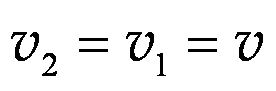 v₂ = v₁ = v